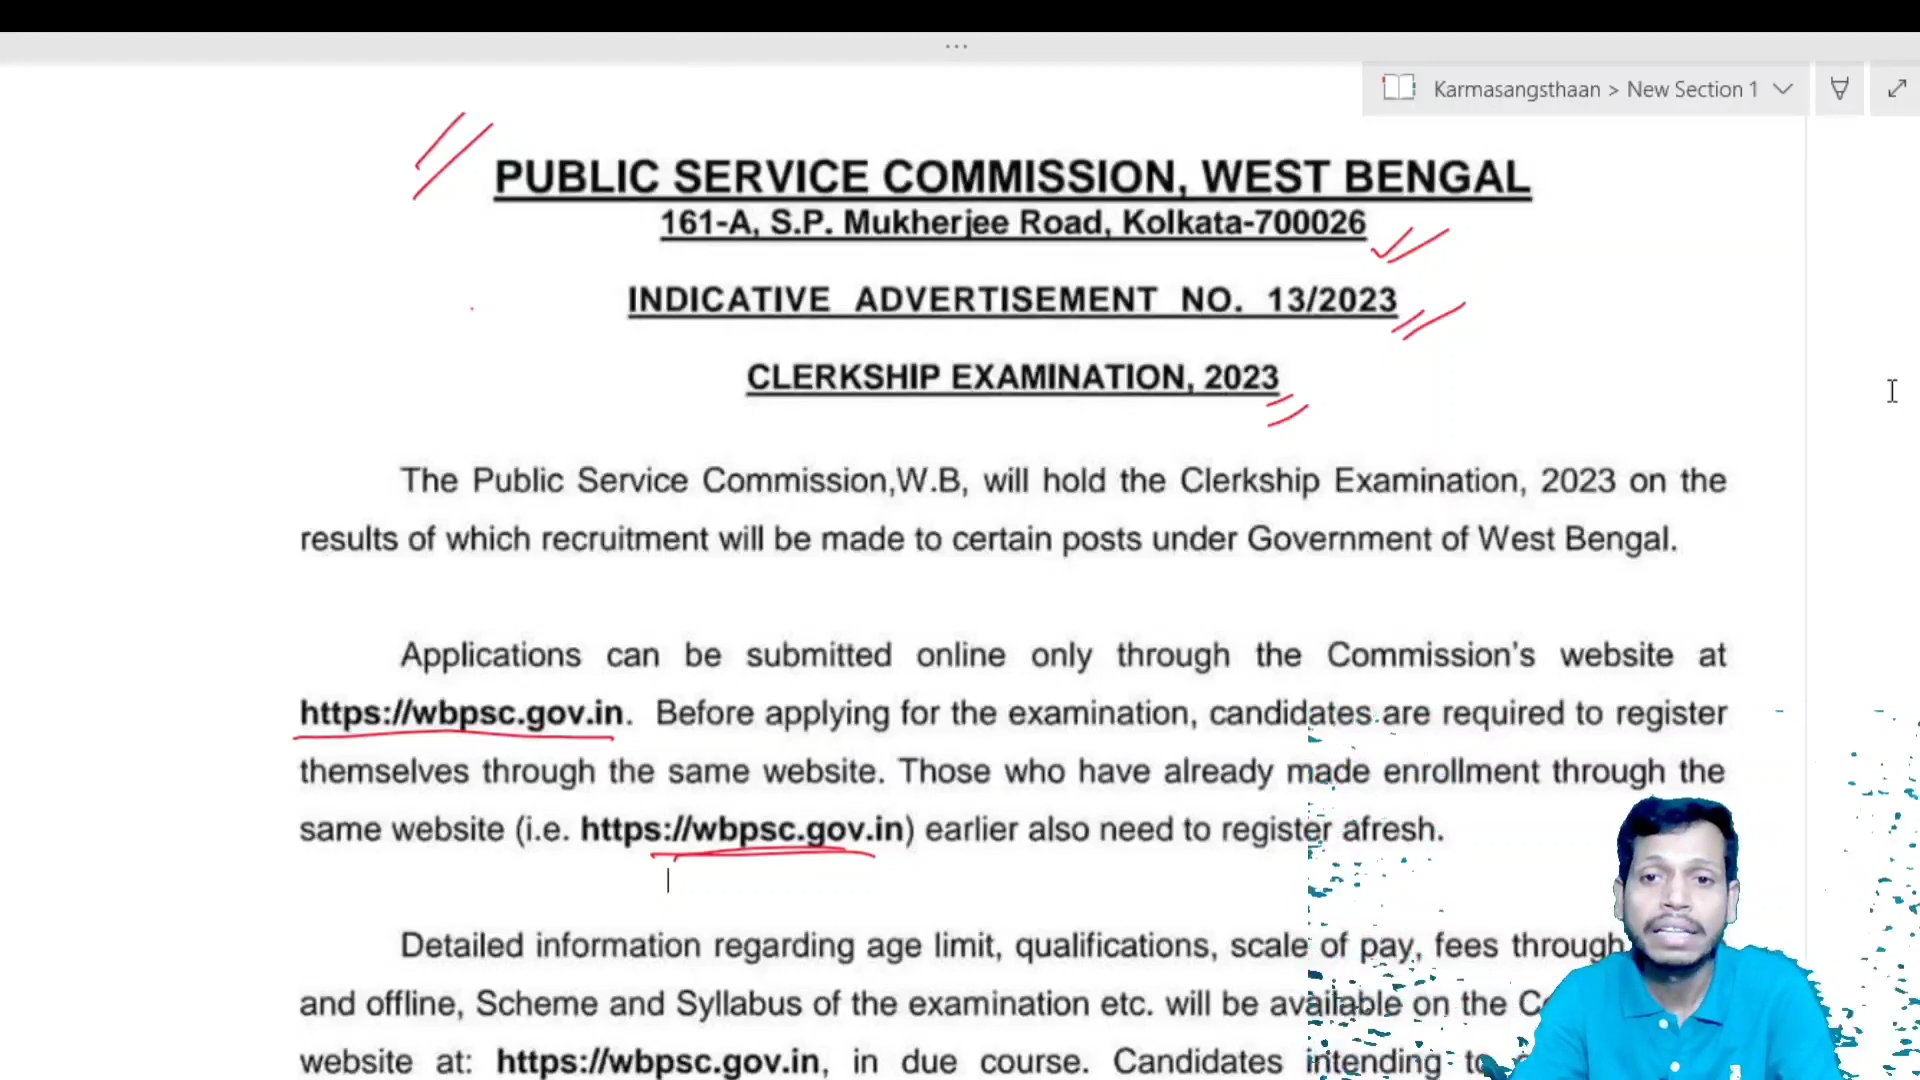 ...
Karmasangsthaan > New Section 1
PUBLIC SERVICE COMMISSION, WEST BENGAL
161-A, S.P. Mukherjee Road, Kolkata-700026
INDICATIVE ADVERTISEMENT NO. 13/2023
CLERKSHIP EXAMINATION, 2023
The Public Service Commission,W.B, will hold the Clerkship Examination, 2023 on the
results of which recruitment will be made to certain posts under Government of West Bengal.
Applications can be submitted online only through the Commission's website at
https://wbpsc.gov.in. Before applying for the examination, candidates are required to register
themselves through the same website. Those who have already made enrollment through the
same website (i.e. https://wbpsc.gov.in) earlier also need to register afresh.
Detailed information regarding age limit, qualifications, scale of pay, fees through
and offline, Scheme and Syllabus of the examination etc. will be available on the
website at: https://wbpsc.gov.in, in due course. Candidates intending